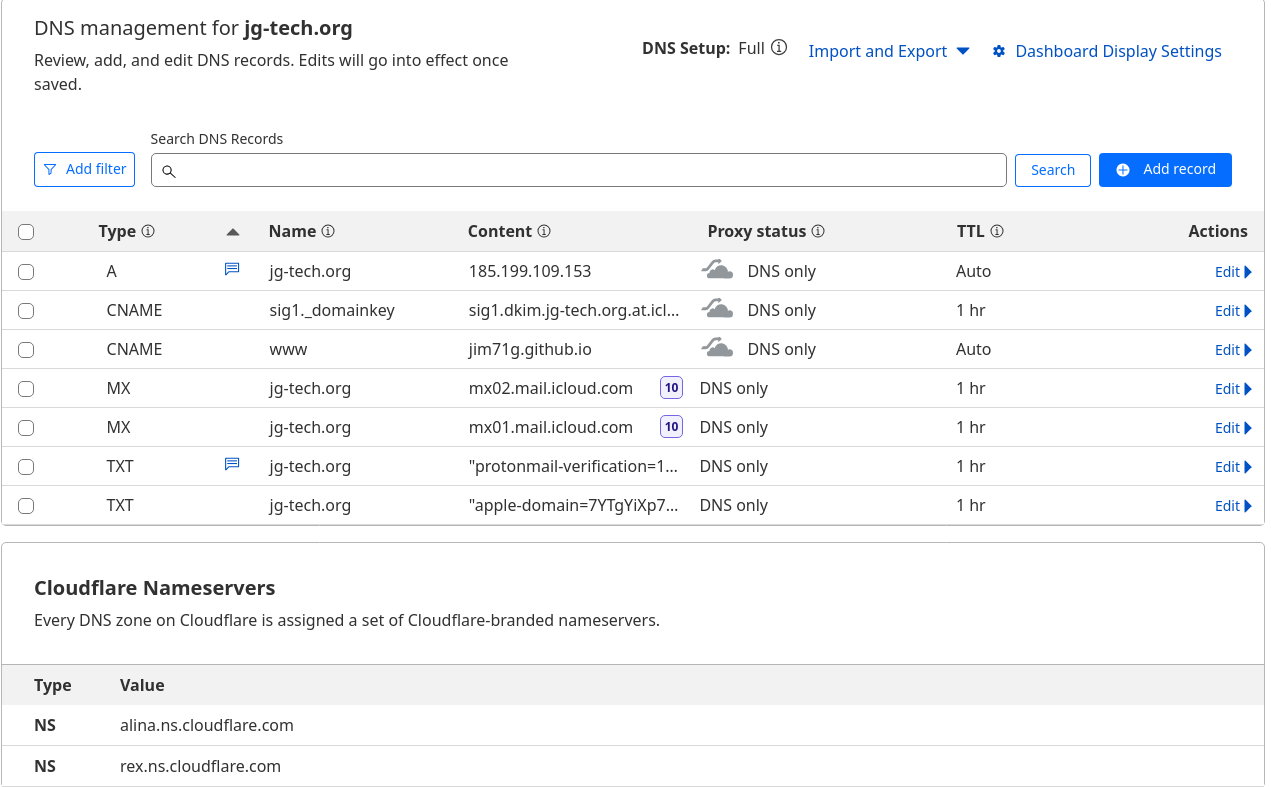 DNS management for jg-tech.org
Review, add, and edit DNS records. Edits will go into effect once
saved.
DNS Setup: Full
Import and Export
Dashboard Display Settings
Search DNS Records
Add filter
Search
Add record
Type Name Content Proxy status TTL Actions
A jg-tech.org 185.199.109.153 DNS only Auto Edit
CNAME sig1._domainkey sig1.dkim.jg-tech.org.at.icl... DNS only 1 hr Edit
CNAME www jim71g.github.io DNS only Auto Edit
MX jg-tech.org mx02.mail.icloud.com 10 DNS only 1 hr Edit
MX jg-tech.org mx01.mail.icloud.com 10 DNS only 1 hr Edit
TXT jg-tech.org "protonmail-verification=1... DNS only 1 hr Edit
TXT jg-tech.org "apple-domain=7YTgYiXp7... DNS only 1 hr Edit
Cloudflare Nameservers
Every DNS zone on Cloudflare is assigned a set of Cloudflare-branded nameservers.
Type Value
NS alina.ns.cloudflare.com
NS rex.ns.cloudflare.com